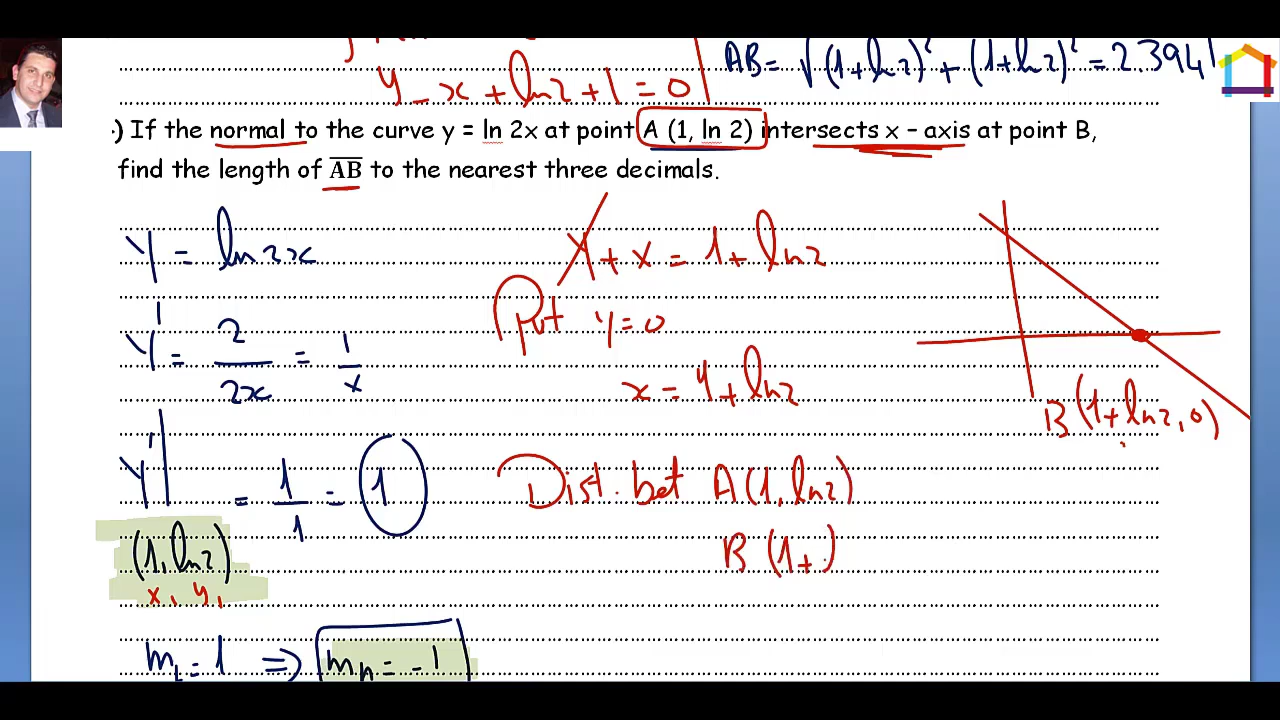 y - x + ln2 + 1 = 0
AB = √(1+ln2)² + (1+ln2)² = 2.394
) If the normal to the curve y = ln 2x at point A (1, ln 2) intersects x – axis at point B,
find the length of AB to the nearest three decimals.
y = ln 2x
y' = 2/2x = 1/x
y' = 1/1 = 1
(1, ln2)
x₁ y₁
m_L = 1 ⇒ m_n = -1
y + x = 1 + ln2
Put y = 0
x = 1 + ln2
Dist. bet A (1, ln2)
B (1+ )
B (1+ln2, 0)